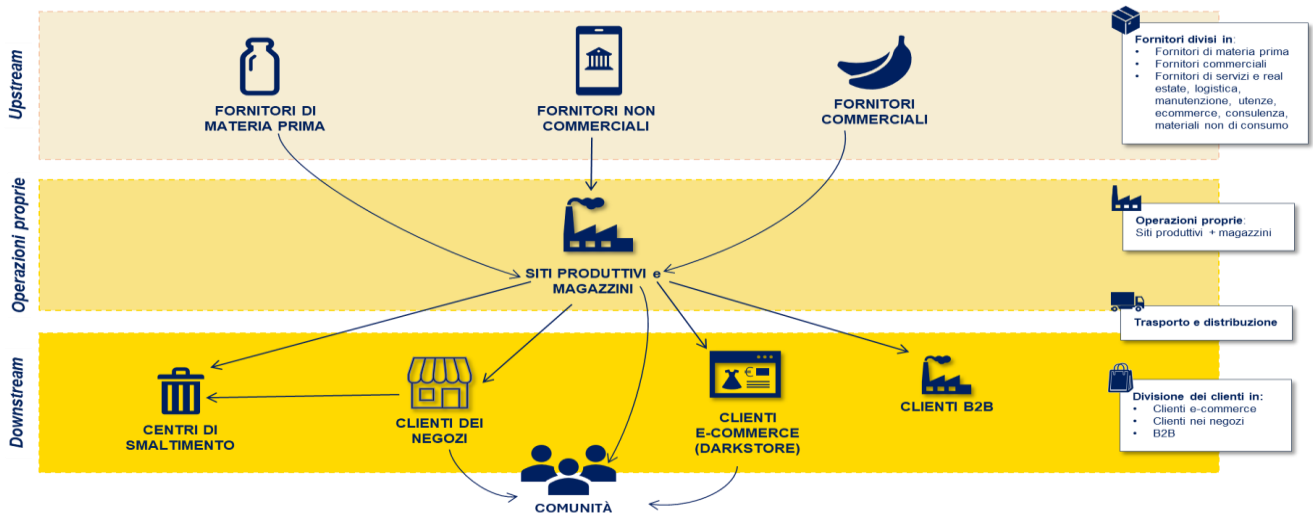 Upstream
FORNITORI DI
MATERIA PRIMA
FORNITORI NON
COMMERCIALI
FORNITORI
COMMERCIALI
Fornitori divisi in:
• Fornitori di materia prima
• Fornitori commerciali
• Fornitori di servizi e real
estate, logistica,
manutenzione, utenze,
ecommerce, consulenza,
materiali non di consumo
Operazioni proprie
SITI PRODUTTIVI e
MAGAZZINI
Operazioni proprie:
Siti produttivi + magazzini
Trasporto e distribuzione
Downstream
CENTRI DI
SMALTIMENTO
CLIENTI DEI
NEGOZI
€
CLIENTI
E-COMMERCE
(DARKSTORE)
CLIENTI B2B
Divisione dei clienti in:
• Clienti e-commerce
• Clienti nei negozi
• B2B
COMUNITÀ